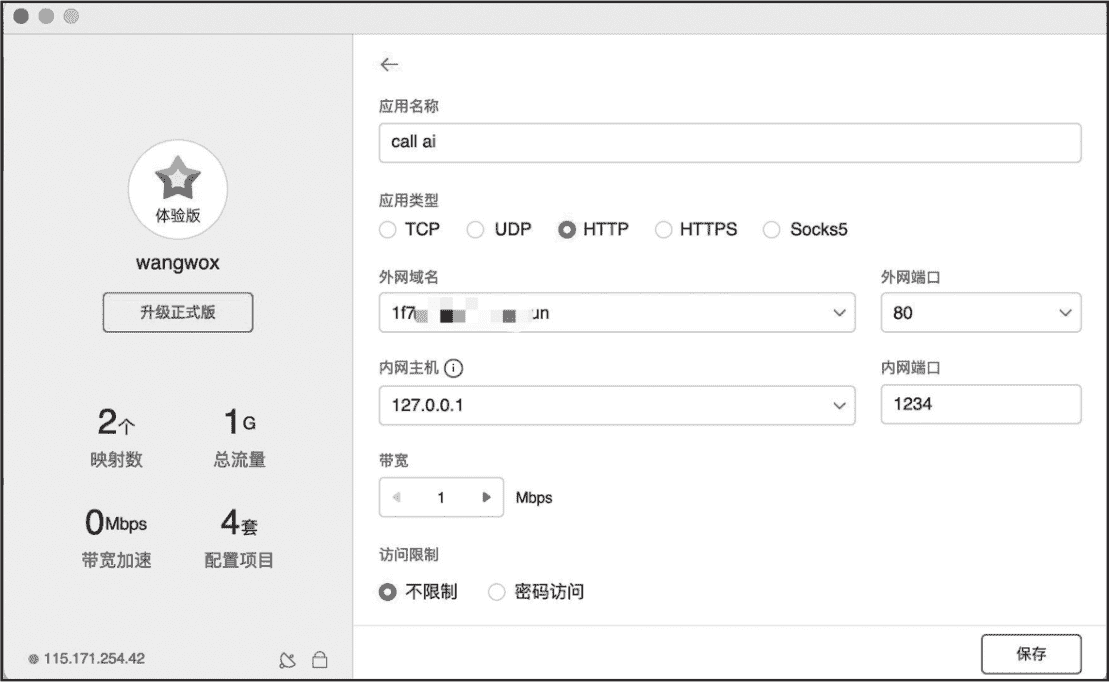 体验版
wangwox
升级正式版
2个
1G
映射数
总流量
0Mbps
4套
带宽加速
配置项目
115.171.254.42
应用名称
call ai
应用类型
TCP UDP HTTP HTTPS Socks5
外网域名
外网端口
1f7 un
80
内网主机
内网端口
127.0.0.1
1234
带宽
1 Mbps
访问限制
不限制 密码访问
保存